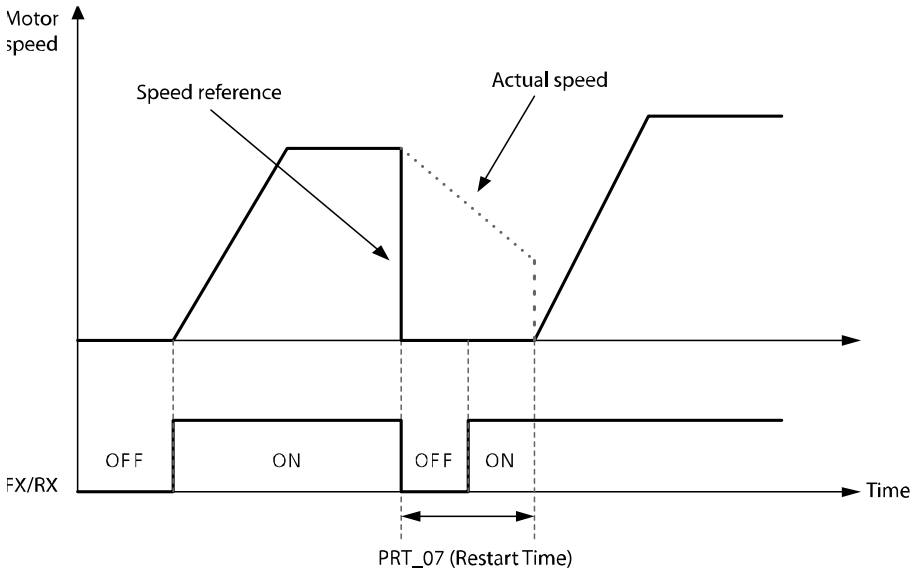 Motor
speed
Speed reference
Actual speed
OFF
ON
OFF
ON
FX/RX
Time
PRT_07 (Restart Time)